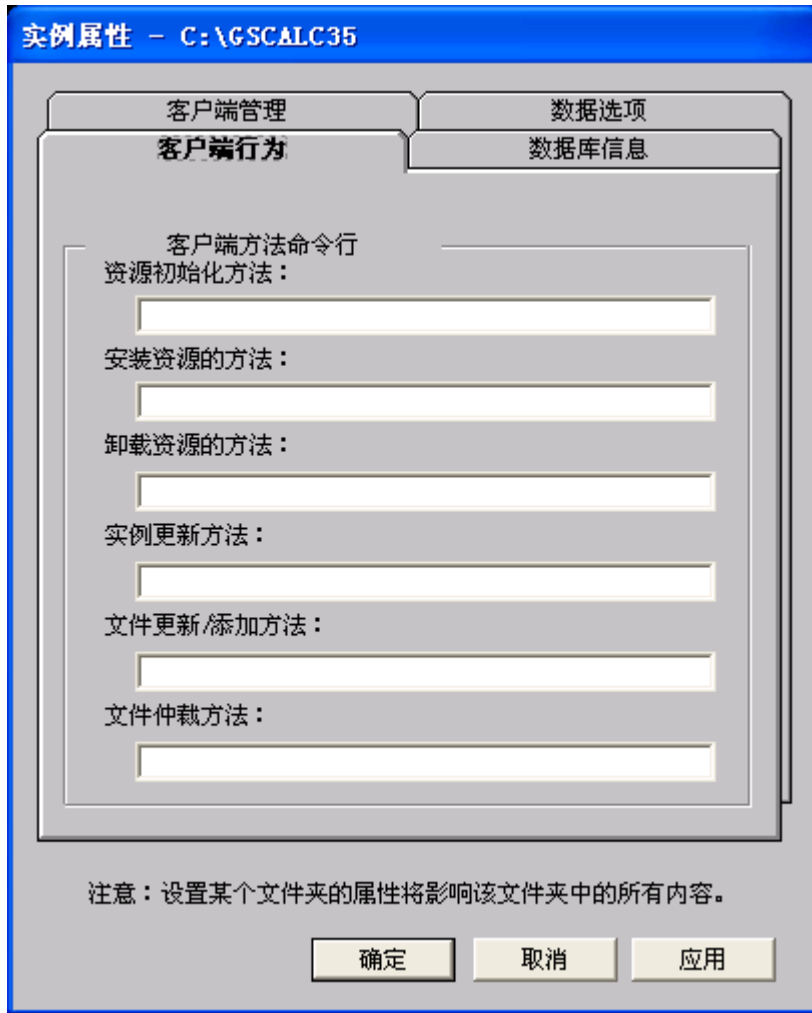 实例属性 - C:\GSCALC35
客户端管理
数据选项
客户端行为
数据库信息
客户端方法命令行
资源初始化方法：
安装资源的方法：
卸载资源的方法：
实例更新方法：
文件更新/添加方法：
文件仲裁方法：
注意：设置某个文件夹的属性将影响该文件夹中的所有内容。
确定
取消
应用